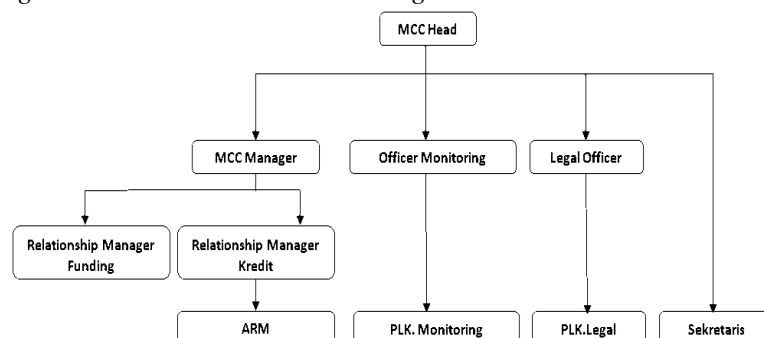 MCC Head
MCC Manager
Officer Monitoring
Legal Officer
Relationship Manager
Funding
Relationship Manager
Kredit
ARM
PLK. Monitoring
PLK.Legal
Sekretaris